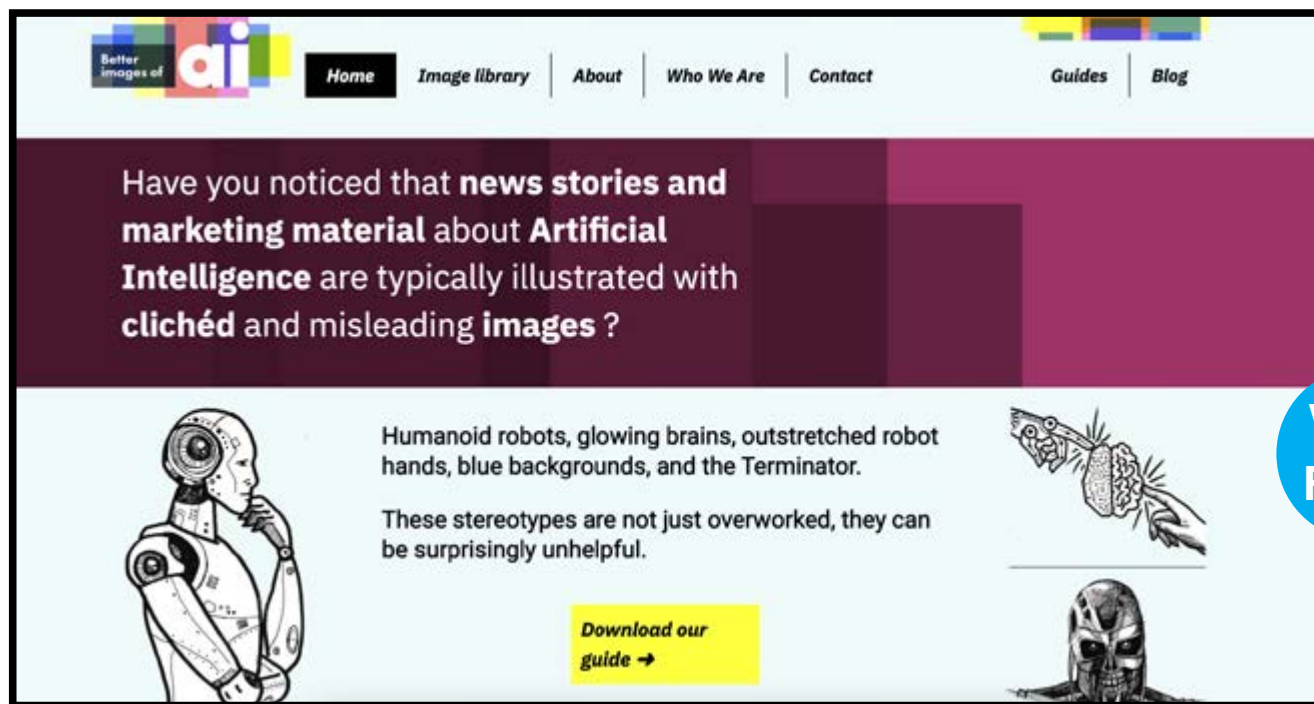 Better
images of
ai
Home
Image library
About
Who We Are
Contact
Guides
Blog
Have you noticed that news stories and
marketing material about Artificial
Intelligence are typically illustrated with
clichéd and misleading images ?
Humanoid robots, glowing brains, outstretched robot
hands, blue backgrounds, and the Terminator.
These stereotypes are not just overworked, they can
be surprisingly unhelpful.
Download our
guide ➔